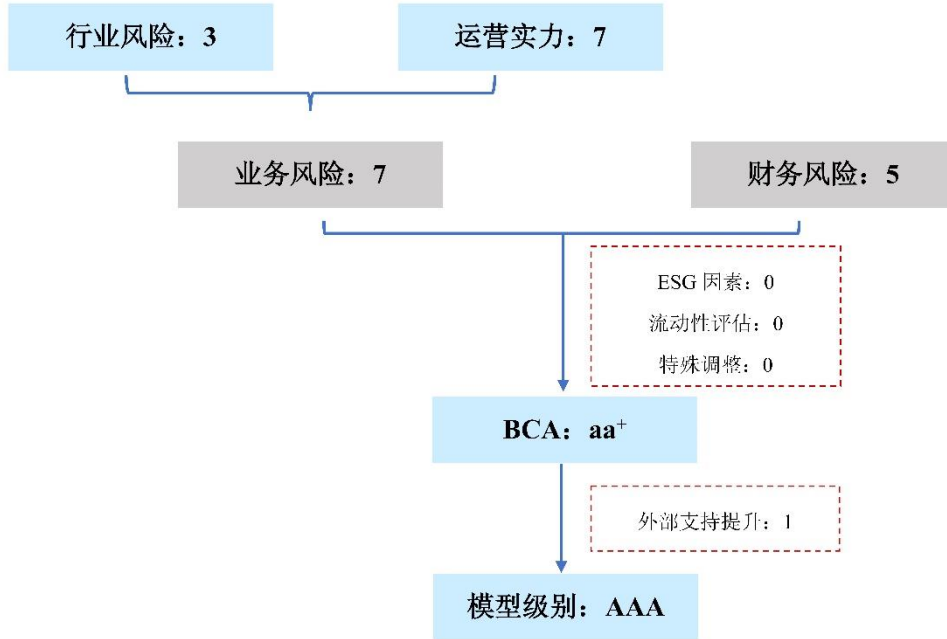 行业风险：3
运营实力：7
业务风险：7
财务风险：5
ESG 因素：0
流动性评估：0
特殊调整：0
BCA：aa⁺
外部支持提升：1
模型级别：AAA